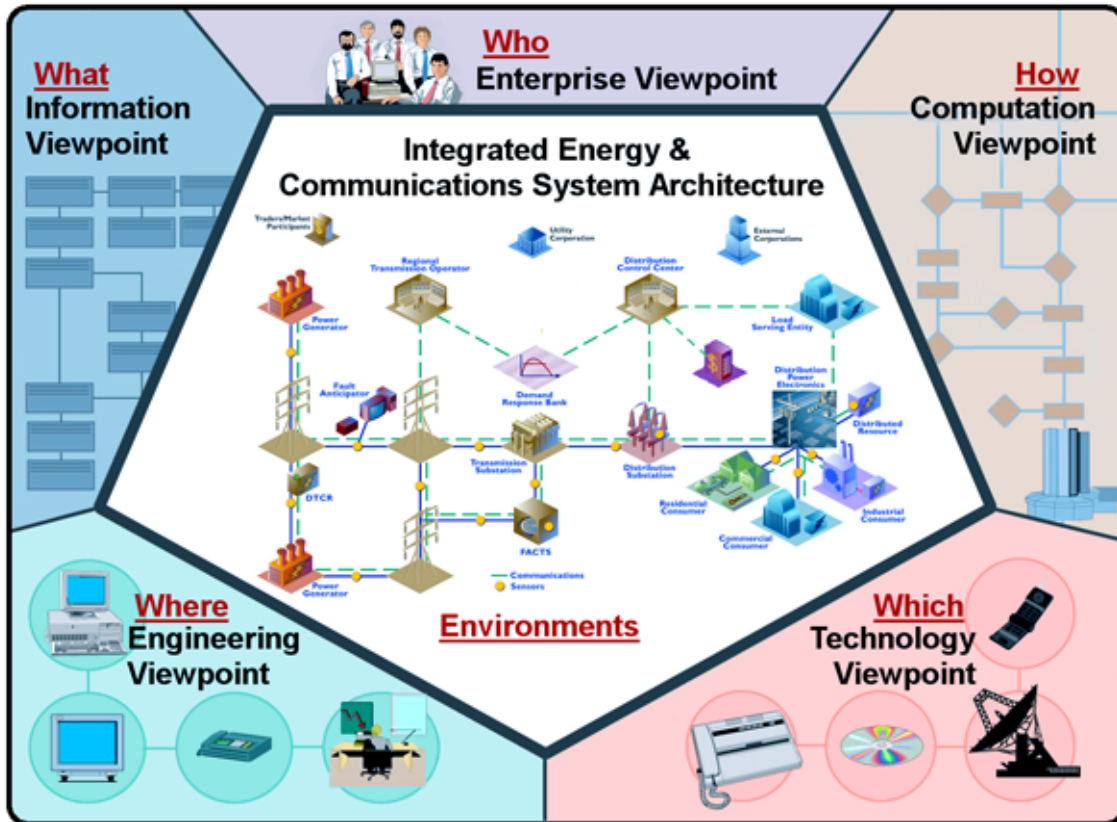 What
Information
Viewpoint
Who
Enterprise Viewpoint
How
Computation
Viewpoint
Integrated Energy &
Communications System Architecture
Traders/Market
Participants
Utility
Corporation
External
Corporations
Regional
Transmission Operator
Distribution
Control Center
Power
Generator
Load
Serving Entity
Fault
Anticipator
Demand
Response Bank
Distribution
Power
Electronics
Distributed
Resource
Transmission
Substation
Distribution
Substation
DTCR
Residential
Consumer
Industrial
Consumer
Commercial
Consumer
FACTS
Power
Generator
Communications
Sensors
Environments
Where
Engineering
Viewpoint
Which
Technology
Viewpoint